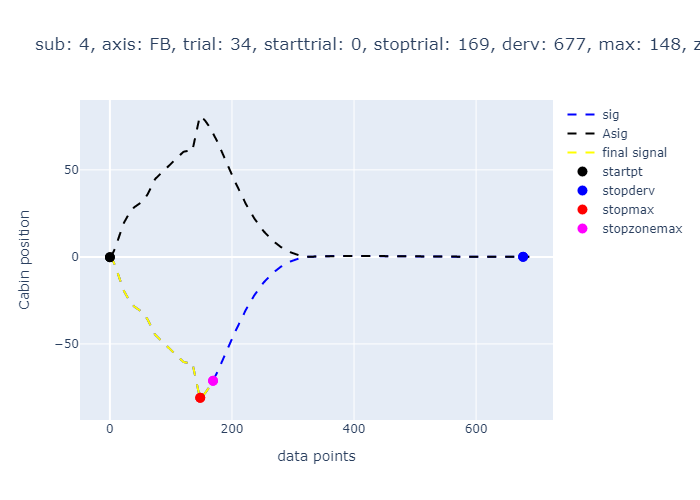 sub: 4, axis: FB, trial: 34, starttrial: 0, stoptrial: 169, derv: 677, max: 148, z
sig
Asig
final signal
startpt
stopderv
stopmax
stopzonemax
50
0
−50
Cabin position
0
200
400
600
data points